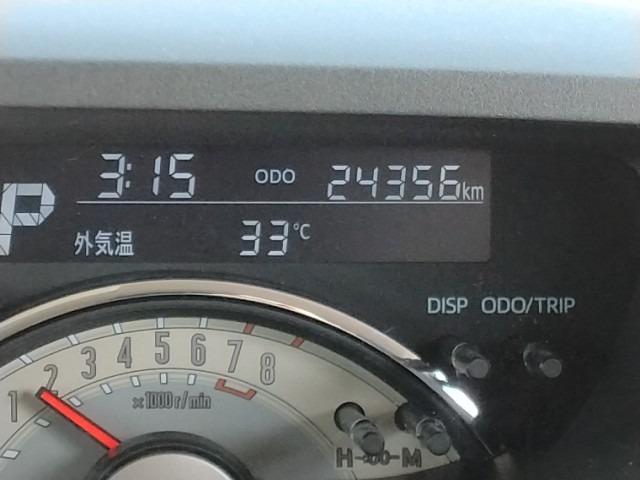 P 3:15 ODO 24356km
外気温 33℃
DISP ODO/TRIP
1 2 3 4 5 6 7 8
×1000r/min
H M